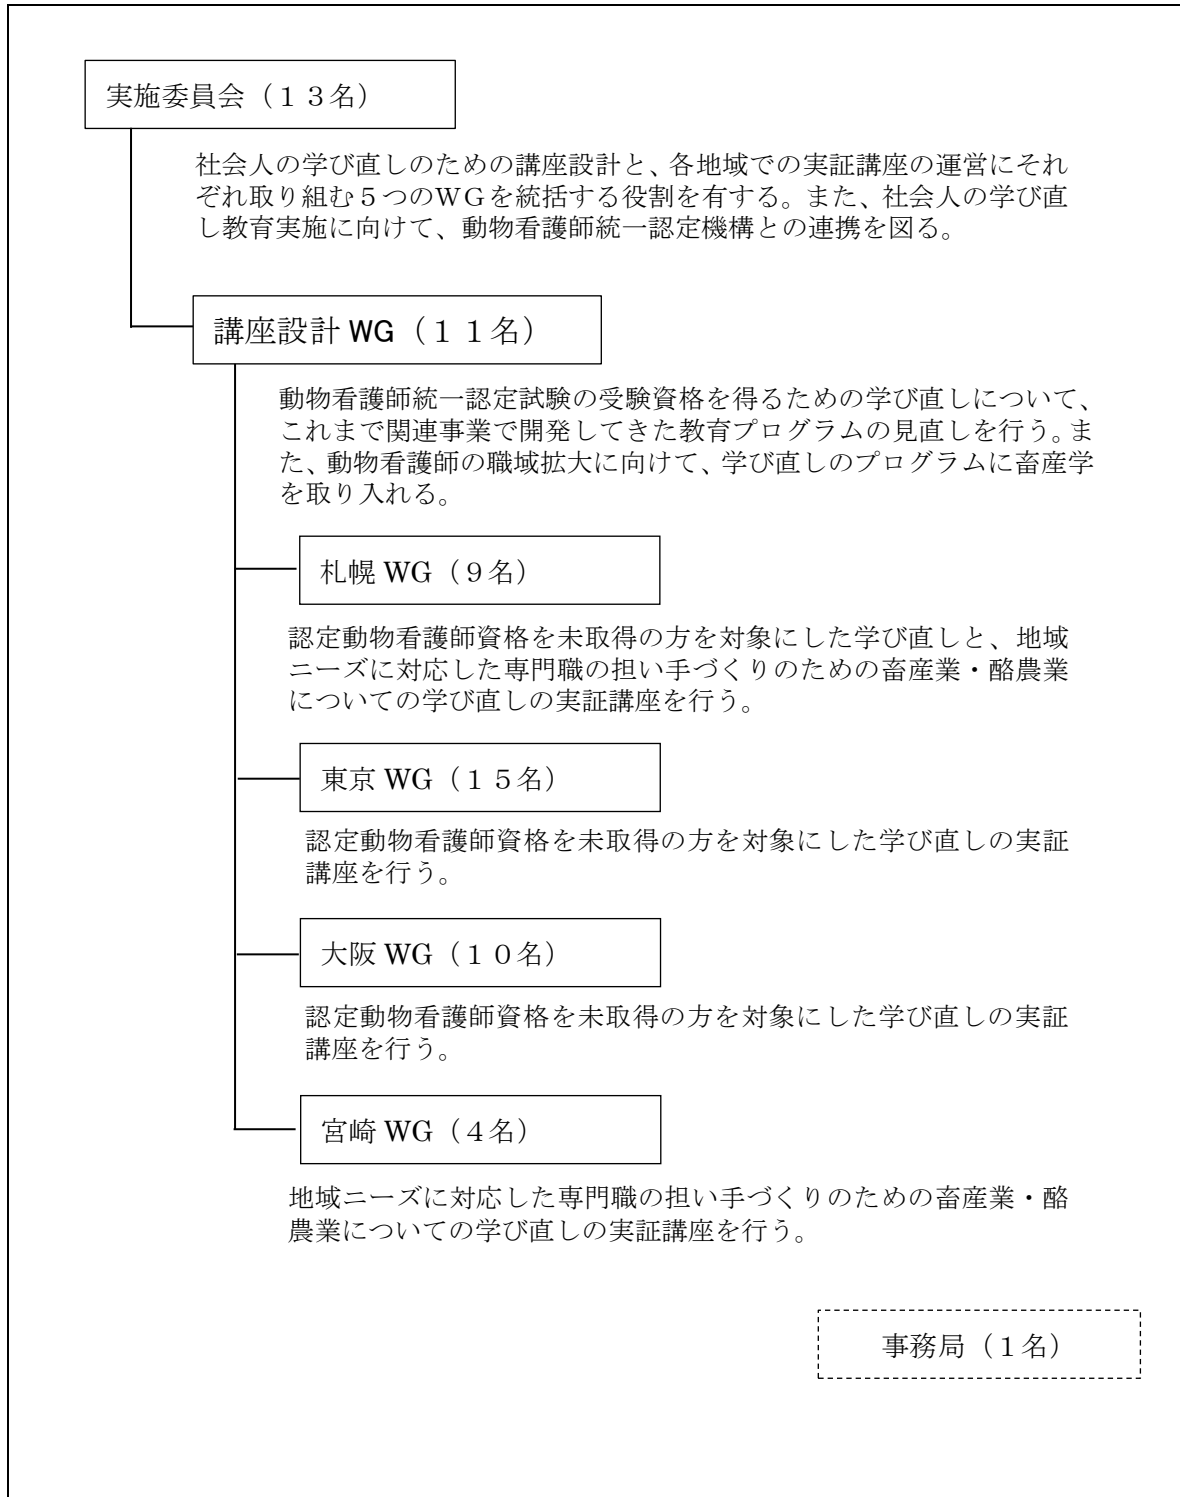 実施委員会（１３名）
社会人の学び直しのための講座設計と、各地域での実証講座の運営にそれ
ぞれ取り組む５つのＷＧを統括する役割を有する。また、社会人の学び直
し教育実施に向けて、動物看護師統一認定機構との連携を図る。
講座設計 WG（１１名）
動物看護師統一認定試験の受験資格を得るための学び直しについて、
これまで関連事業で開発してきた教育プログラムの見直しを行う。ま
た、動物看護師の職域拡大に向けて、学び直しのプログラムに畜産学
を取り入れる。
札幌 WG（９名）
認定動物看護師資格を未取得の方を対象にした学び直しと、地域
ニーズに対応した専門職の担い手づくりのための畜産業・酪農業
についての学び直しの実証講座を行う。
東京 WG（１５名）
認定動物看護師資格を未取得の方を対象にした学び直しの実証
講座を行う。
大阪 WG（１０名）
認定動物看護師資格を未取得の方を対象にした学び直しの実証
講座を行う。
宮崎 WG（４名）
地域ニーズに対応した専門職の担い手づくりのための畜産業・酪
農業についての学び直しの実証講座を行う。
事務局（１名）